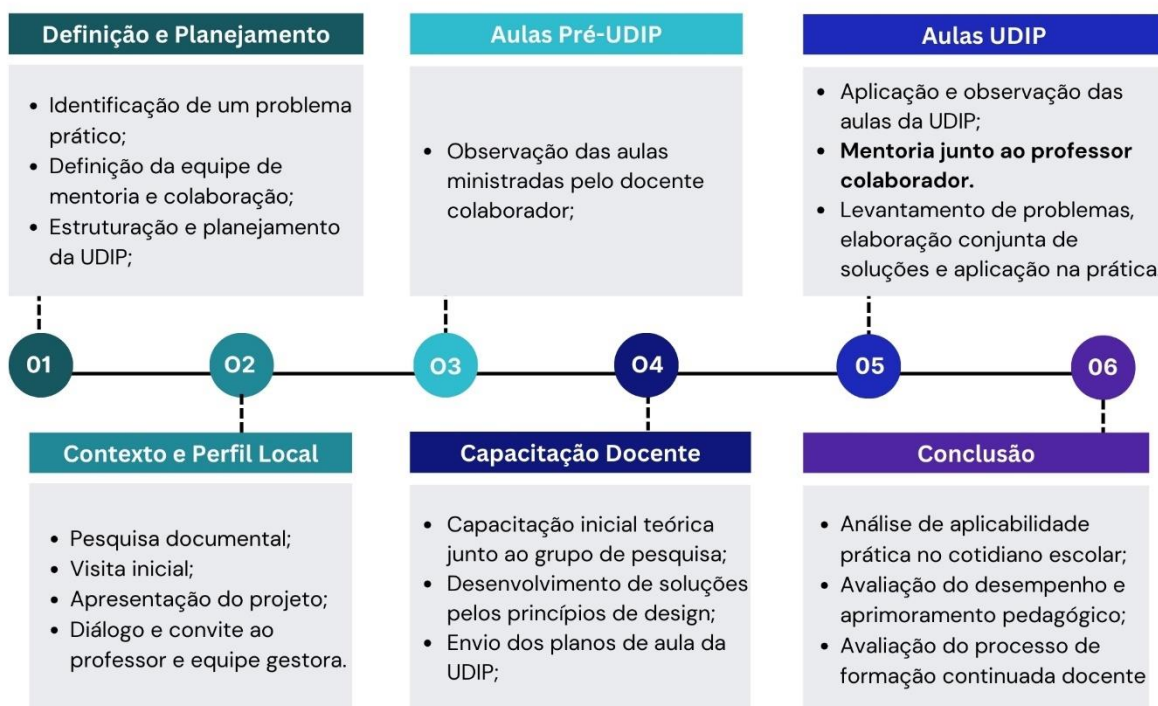 Definição e Planejamento
• Identificação de um problema
prático;
• Definição da equipe de
mentoria e colaboração;
• Estruturação e planejamento
da UDIP;
Aulas Pré-UDIP
• Observação das aulas
ministradas pelo docente
colaborador;
Aulas UDIP
• Aplicação e observação das
aulas da UDIP;
• Mentoria junto ao professor
colaborador.
• Levantamento de problemas,
elaboração conjunta de
soluções e aplicação na prática
01
02
03
04
05
06
Contexto e Perfil Local
• Pesquisa documental;
• Visita inicial;
• Apresentação do projeto;
• Diálogo e convite ao
professor e equipe gestora.
Capacitação Docente
• Capacitação inicial teórica
junto ao grupo de pesquisa;
• Desenvolvimento de soluções
pelos princípios de design;
• Envio dos planos de aula da
UDIP;
Conclusão
• Análise de aplicabilidade
prática no cotidiano escolar;
• Avaliação do desempenho e
aprimoramento pedagógico;
• Avaliação do processo de
formação continuada docente